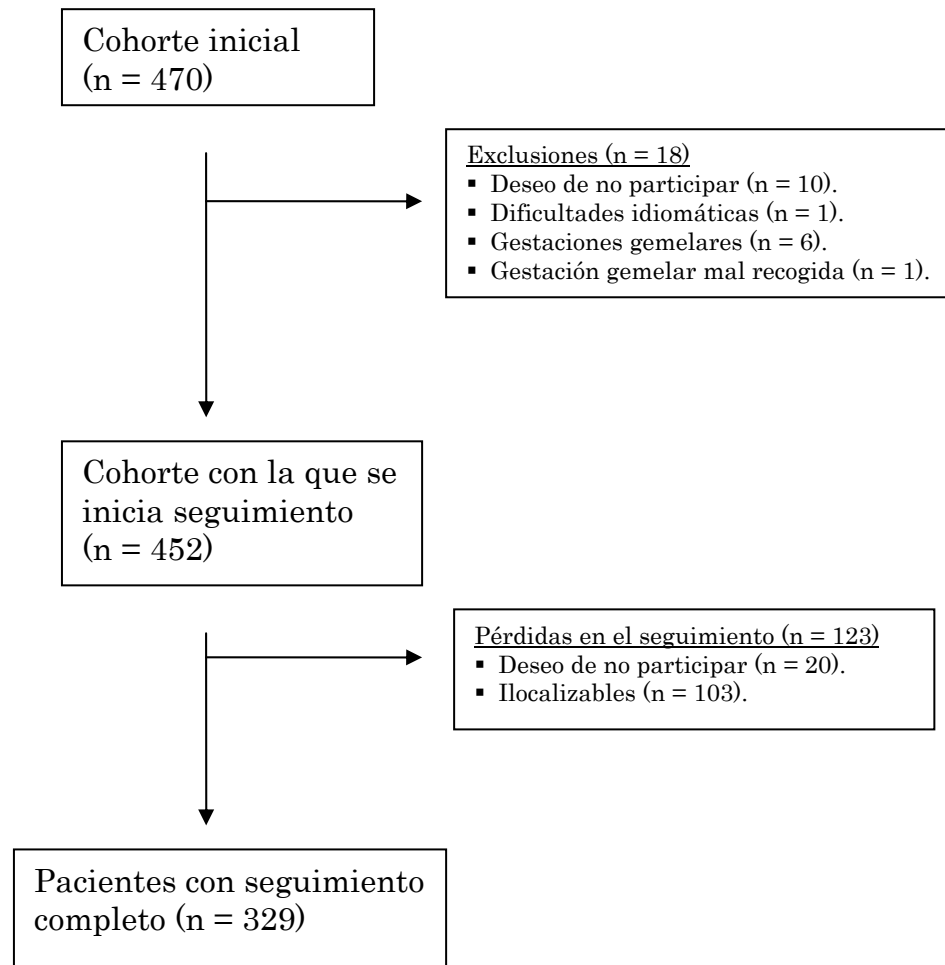 Cohorte inicial
(n = 470)
Exclusiones (n = 18)
▪ Deseo de no participar (n = 10).
▪ Dificultades idiomáticas (n = 1).
▪ Gestaciones gemelares (n = 6).
▪ Gestación gemelar mal recogida (n = 1).
Cohorte con la que se
inicia seguimiento
(n = 452)
Pérdidas en el seguimiento (n = 123)
▪ Deseo de no participar (n = 20).
▪ Ilocalizables (n = 103).
Pacientes con seguimiento
completo (n = 329)